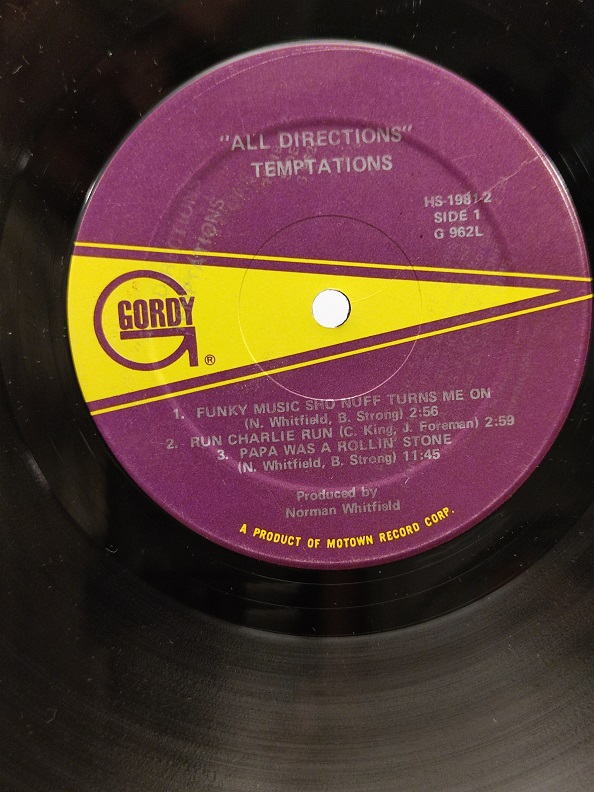 "ALL DIRECTIONS"
TEMPTATIONS
HS-1981-2
SIDE 1
G 962L
GORDY
®
1. FUNKY MUSIC SHO NUFF TURNS ME ON
(N. Whitfield, B. Strong) 2:56
2. RUN CHARLIE RUN (C. King, J. Foreman) 2:59
3. PAPA WAS A ROLLIN' STONE
(N. Whitfield, B. Strong) 11:45
Produced by
Norman Whitfield
A PRODUCT OF MOTOWN RECORD CORP.